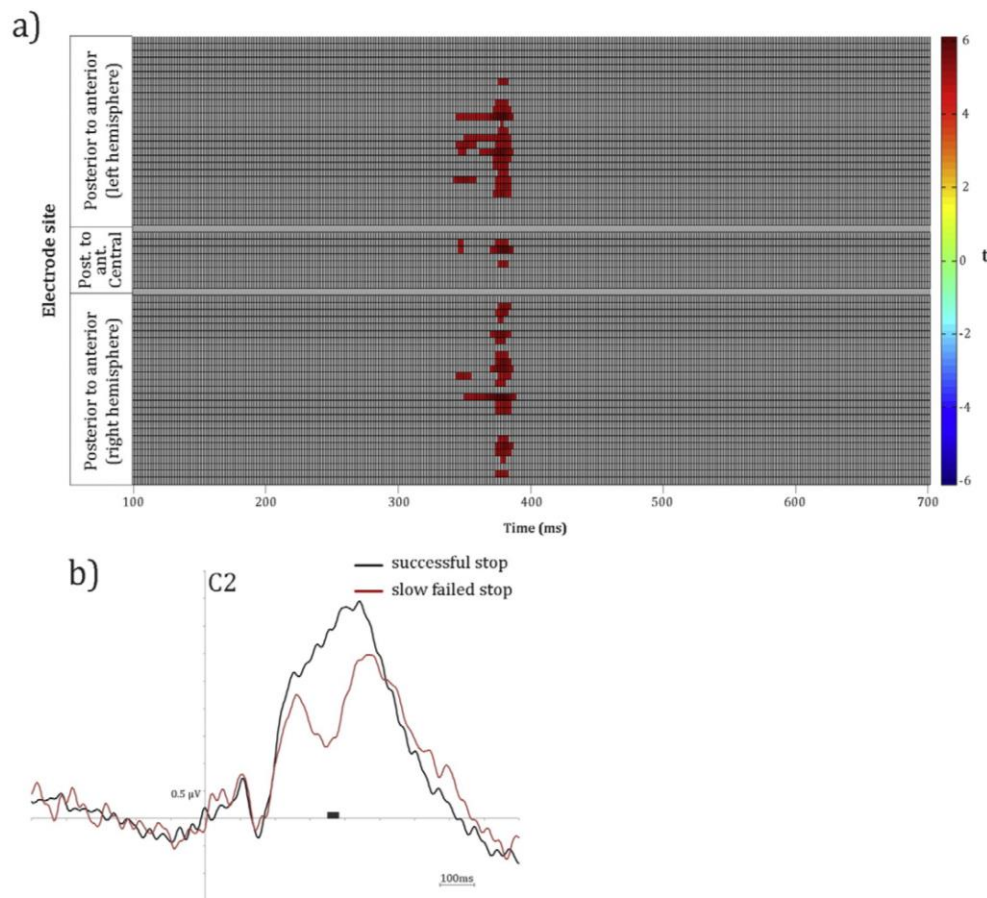 a)
Electrode site
Posterior to anterior
(left hemisphere)
Post. to
ant.
Central
Posterior to anterior
(right hemisphere)
6
4
2
0
-2
-4
-6
t
100
200
300
400
500
600
700
Time (ms)
b)
C2
successful stop
slow failed stop
0.5 µV
100ms